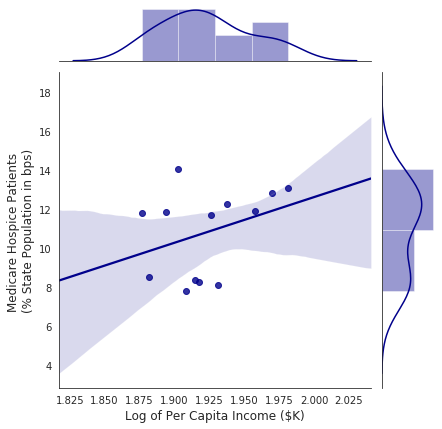 18
16
14
12
10
8
6
4
Medicare Hospice Patients
(% State Population in bps)
1.825 1.850 1.875 1.900 1.925 1.950 1.975 2.000 2.025
Log of Per Capita Income ($K)